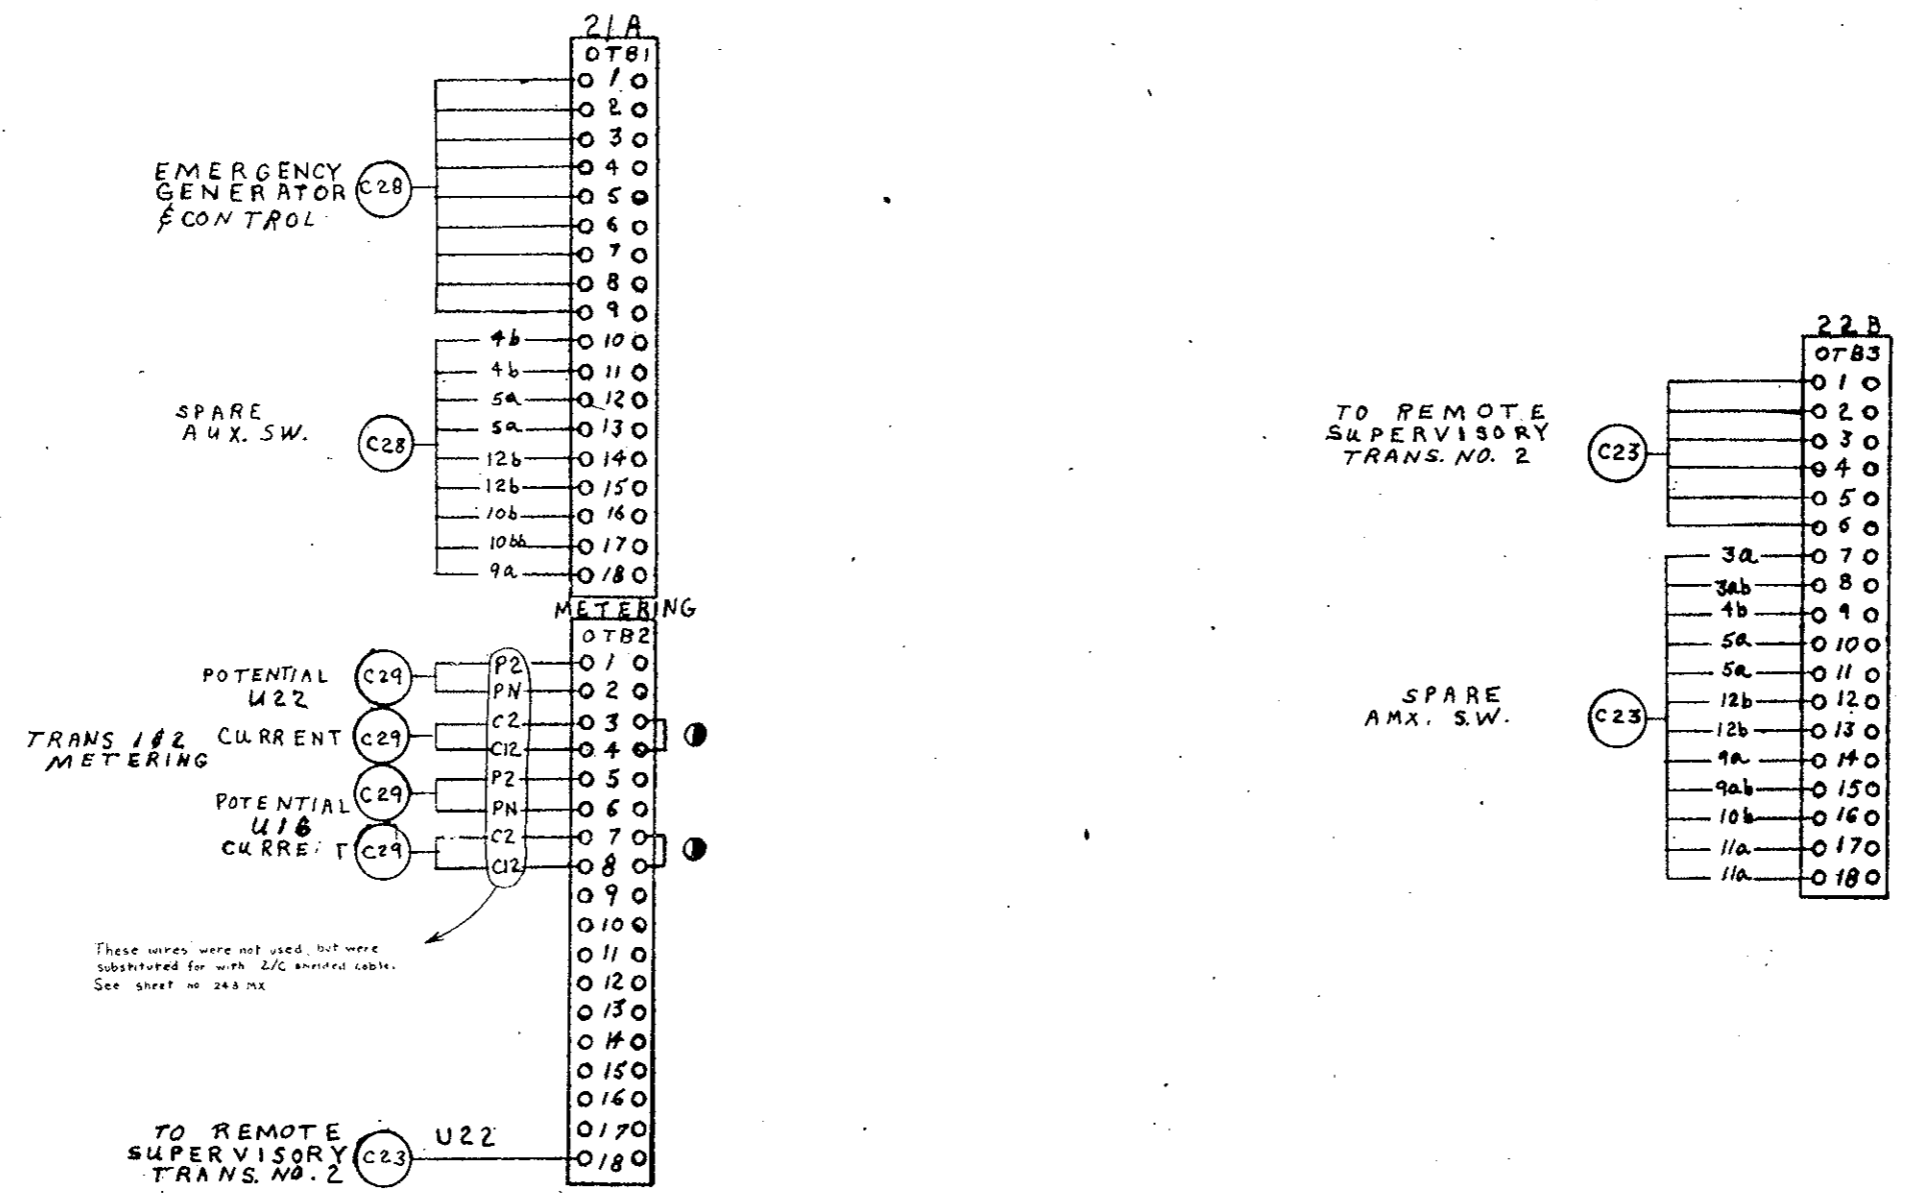 21A
OTB1
1
2
3
4
5
6
7
8
9
EMERGENCY
GENERATOR
& CONTROL
C28
4b 10
4b 11
5a 12
5a 13
12b 14
12b 15
10b 16
10bb 17
9a 18
SPARE
AUX. SW.
C28
METERING
OTB2
P2 1
PN 2
C2 3
C12 4
P2 5
PN 6
C2 7
C12 8
9
10
11
12
13
14
15
16
17
18
POTENTIAL
U22
C29
CURRENT C29
TRANS 1 & 2
METERING
C29
POTENTIAL
U16
CURRE T C29
These wires were not used, but were
substituted for with 2/C shielded cable.
See sheet no 243 MX
TO REMOTE
SUPERVISORY
TRANS. NO. 2
C23
U22
22B
OTB3
1
2
3
4
5
6
TO REMOTE
SUPERVISORY
TRANS. NO. 2
C23
3a 7
3ab 8
4b 9
5a 10
5a 11
12b 12
12b 13
9a 14
9ab 15
10b 16
11a 17
11a 18
SPARE
AMX. S.W.
C23